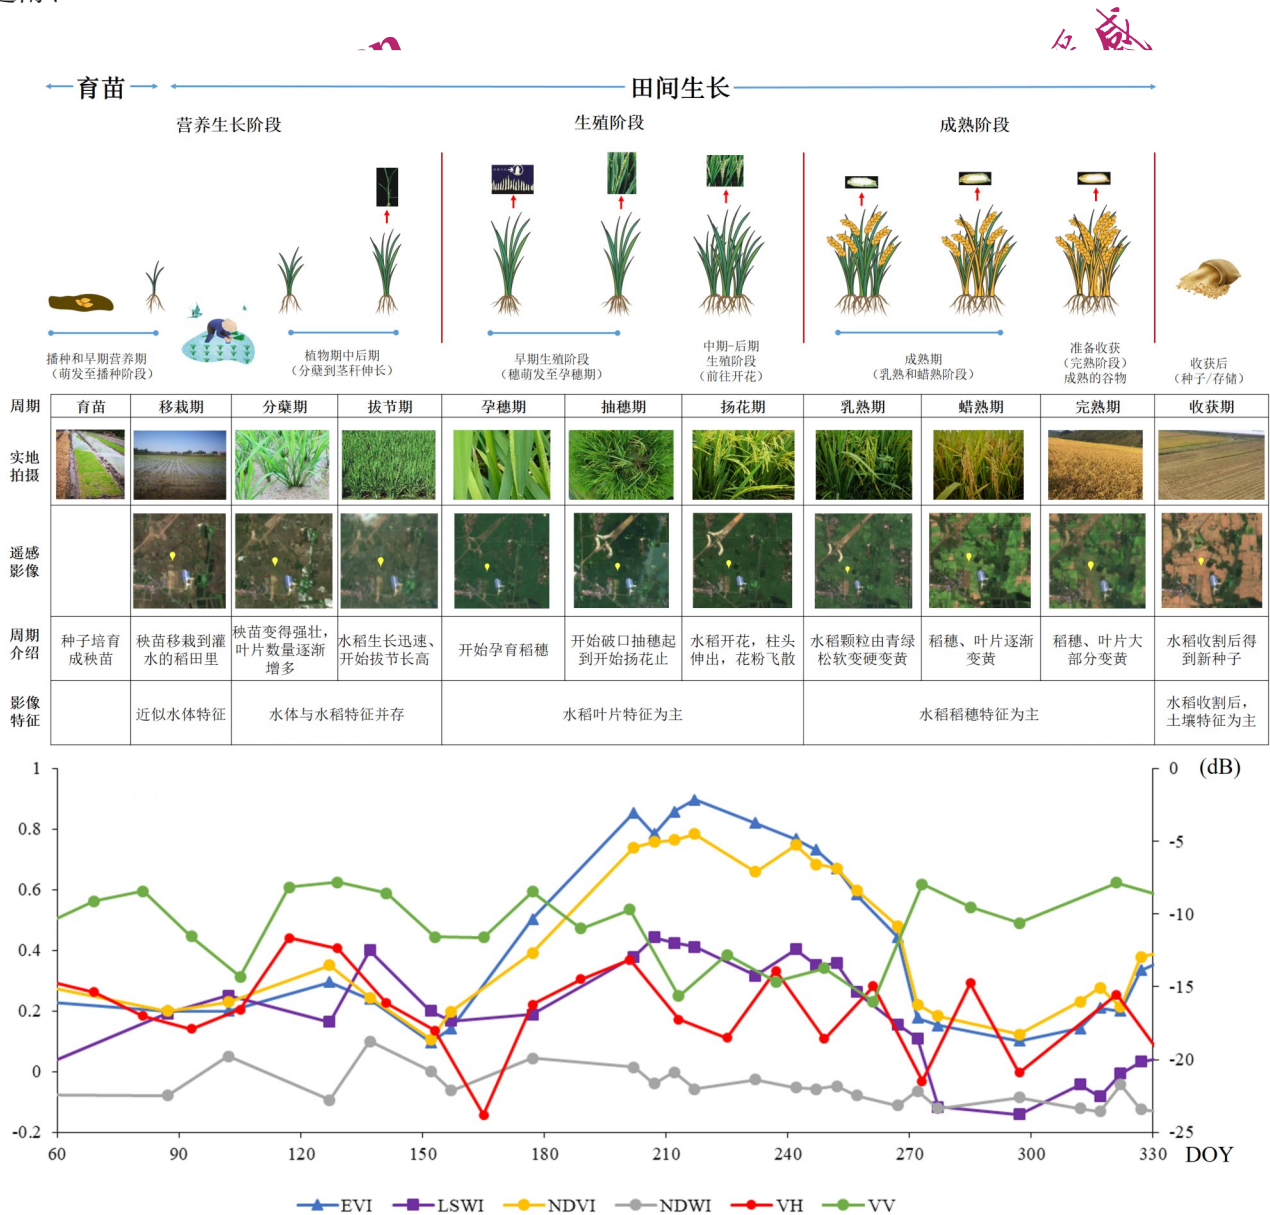 育苗
田间生长
营养生长阶段
生殖阶段
成熟阶段
播种和早期营养期
（萌发至播种阶段）
植物期中后期
（分蘖到茎秆伸长）
早期生殖阶段
（穗萌发至孕穗期）
中期-后期
生殖阶段
（前往开花）
成熟期
（乳熟和蜡熟阶段）
准备收获
（完熟阶段）
成熟的谷物
收获后
（种子/存储）
周期 育苗 移栽期 分蘖期 拔节期 孕穗期 抽穗期 扬花期 乳熟期 蜡熟期 完熟期 收获期
实地
拍摄
遥感
影像
周期
介绍
种子培育
成秧苗
秧苗移栽到灌
水的稻田里
秧苗变得强壮，
叶片数量逐渐
增多
水稻生长迅速、
开始拔节长高
开始孕育稻穗
开始破口抽穗起
到开始扬花止
水稻开花，柱头
伸出，花粉飞散
水稻颗粒由青绿
松软变硬变黄
稻穗、叶片逐渐
变黄
稻穗、叶片大
部分变黄
水稻收割后得
到新种子
影像
特征
近似水体特征
水体与水稻特征并存
水稻叶片特征为主
水稻稻穗特征为主
水稻收割后，
土壤特征为主
1
0.8
0.6
0.4
0.2
0
-0.2
0 (dB)
-5
-10
-15
-20
-25
60 90 120 150 180 210 240 270 300 330 DOY
EVI LSWI NDVI NDWI VH VV